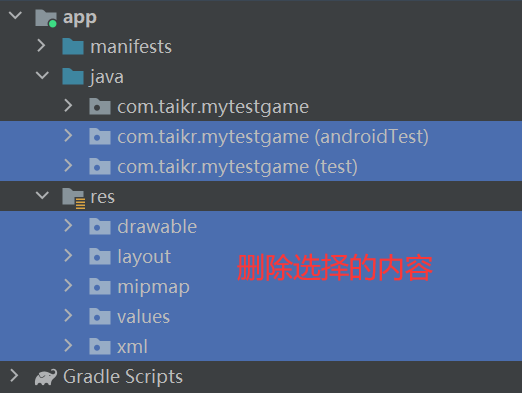 app
manifests
java
com.taikr.mytestgame
com.taikr.mytestgame (androidTest)
com.taikr.mytestgame (test)
res
drawable
layout
删除选择的内容
mipmap
values
xml
Gradle Scripts